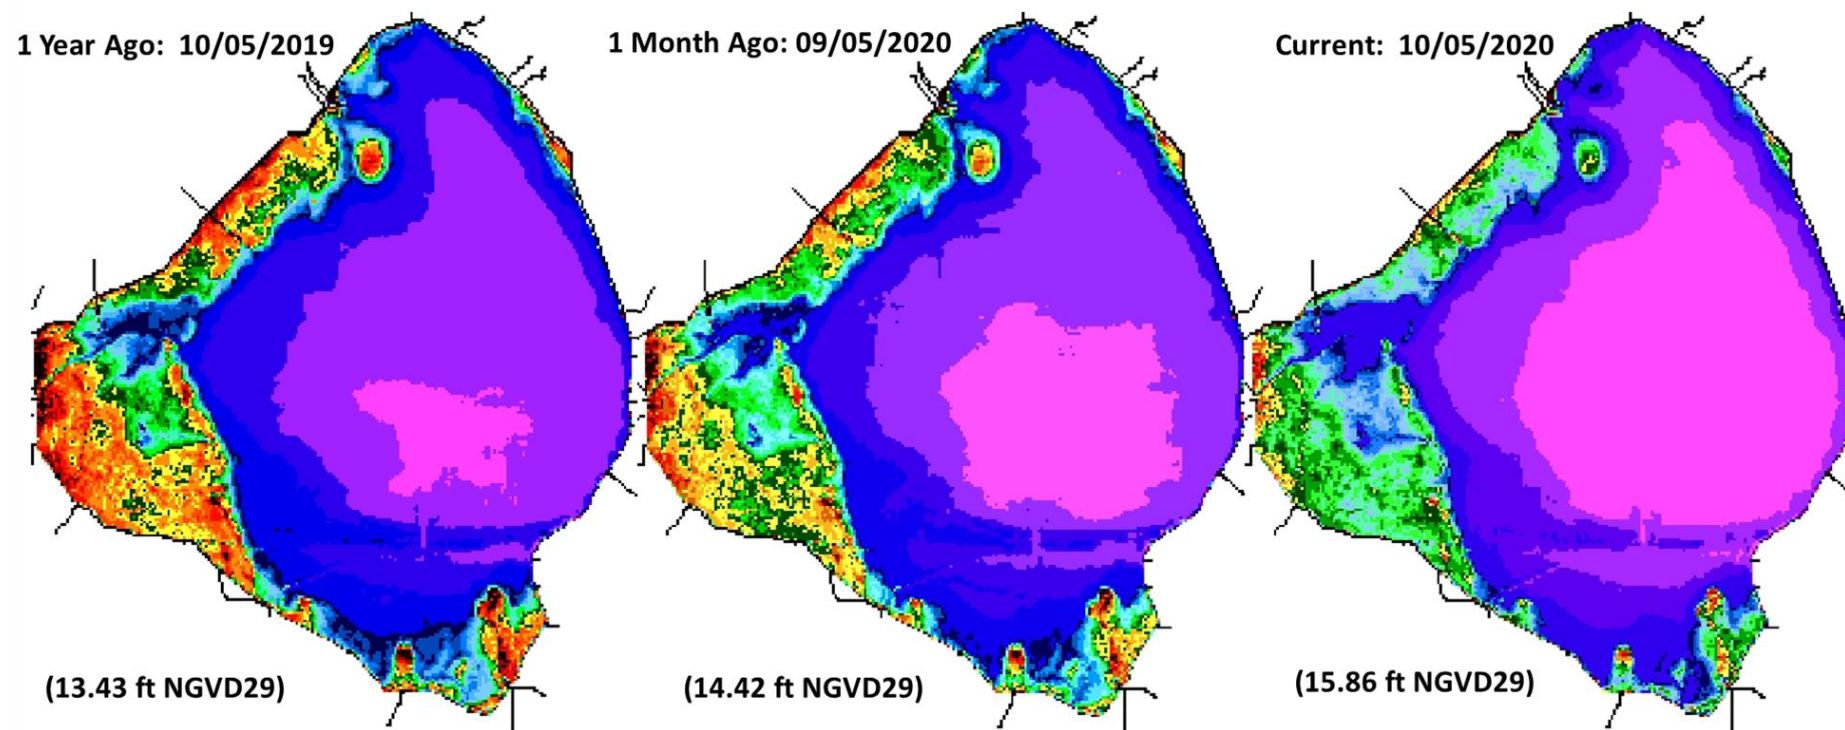 1 Year Ago:  10/05/2019
1 Month Ago: 09/05/2020
Current:  10/05/2020
(13.43 ft NGVD29)
(14.42 ft NGVD29)
(15.86 ft NGVD29)